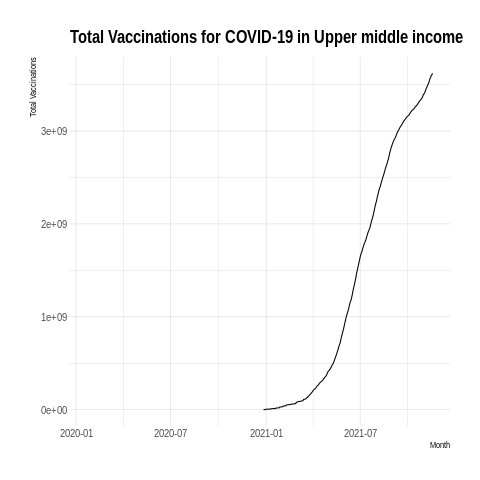 Total Vaccinations for COVID-19 in Upper middle income
Total Vaccinations
3e+09
2e+09
1e+09
0e+00
2020-01 2020-07 2021-01 2021-07
Month